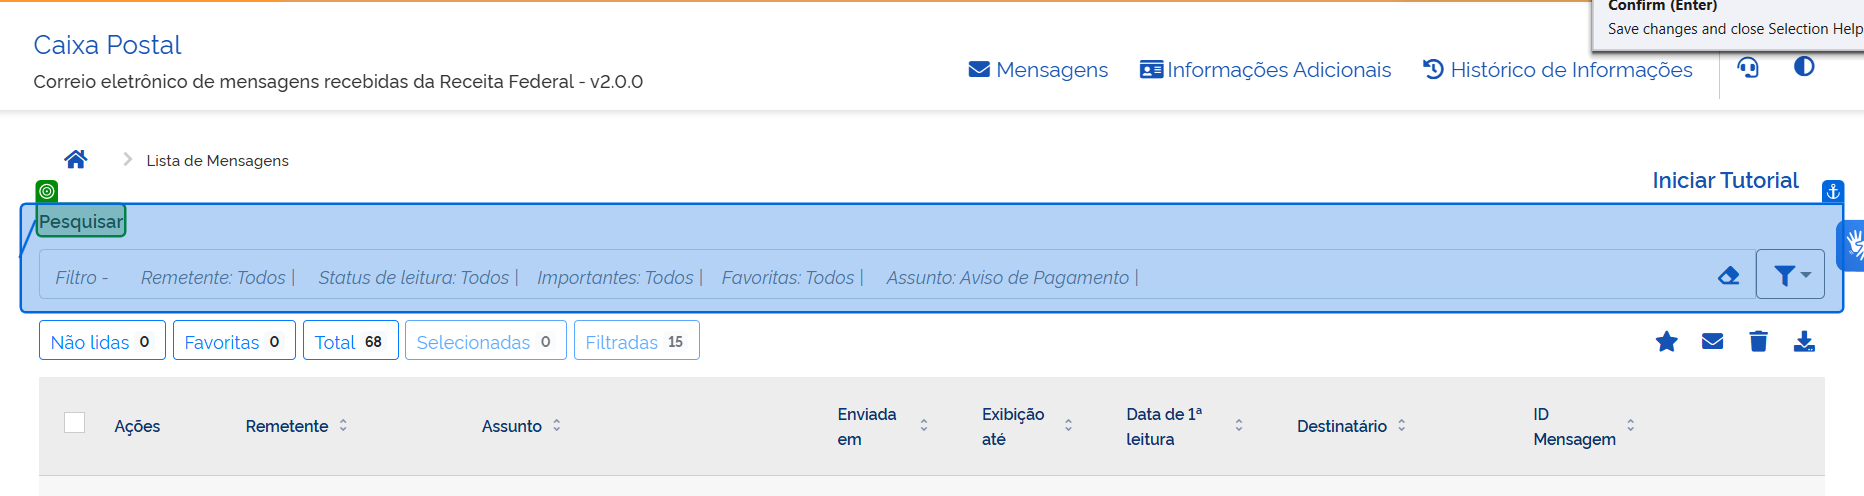 Confirm (Enter)
Save changes and close Selection Help
Caixa Postal
Correio eletrônico de mensagens recebidas da Receita Federal - v2.0.0
Mensagens
Informações Adicionais
Histórico de Informações
Lista de Mensagens
Iniciar Tutorial
Pesquisar
Filtro - Remetente: Todos | Status de leitura: Todos | Importantes: Todos | Favoritas: Todos | Assunto: Aviso de Pagamento |
Não lidas 0 Favoritas 0 Total 68 Selecionadas 0 Filtradas 15
Ações
Remetente
Assunto
Enviada
em
Exibição
até
Data de 1ª
leitura
Destinatário
ID
Mensagem